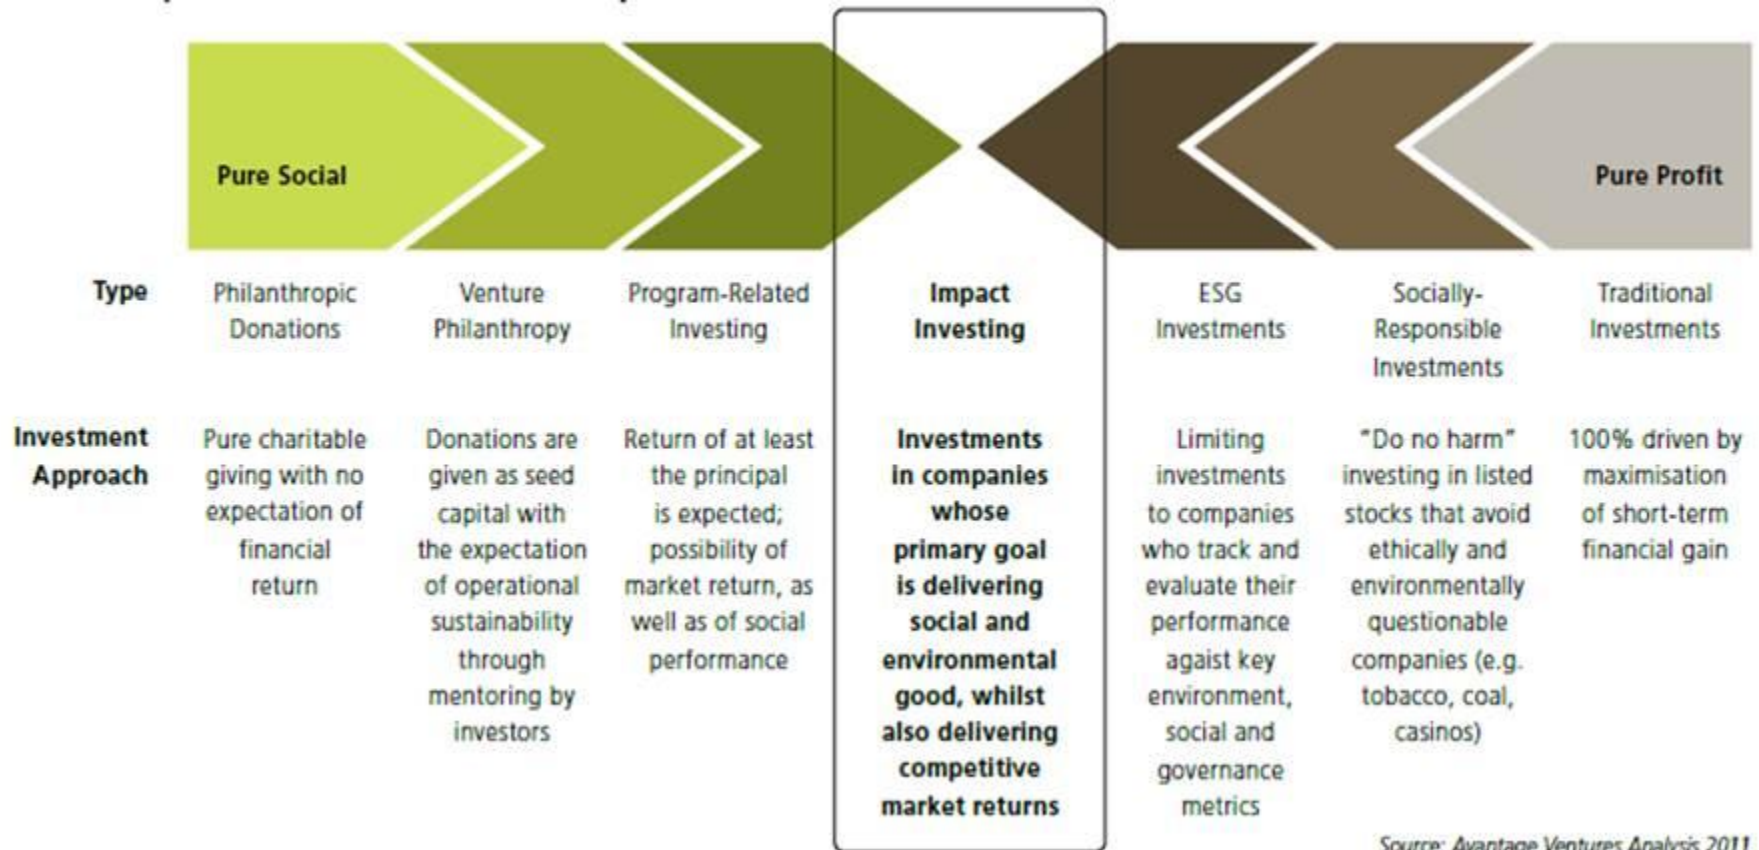 Pure Social
Pure Profit
Type
Philanthropic
Donations
Venture
Philanthropy
Program-Related
Investing
Impact
Investing
ESG
Investments
Socially-
Responsible
Investments
Traditional
Investments
Investment
Approach
Pure charitable
giving with no
expectation of
financial
return
Donations are
given as seed
capital with
the expectation
of operational
sustainability
through
mentoring by
investors
Return of at least
the principal
is expected;
possibility of
market return, as
well as of social
performance
Investments
in companies
whose
primary goal
is delivering
social and
environmental
good, whilst
also delivering
competitive
market returns
Limiting
investments
to companies
who track and
evaluate their
performance
agaist key
environment,
social and
governance
metrics
"Do no harm"
investing in listed
stocks that avoid
ethically and
environmentally
questionable
companies (e.g.
tobacco, coal,
casinos)
100% driven by
maximisation
of short-term
financial gain
Source: Avantage Ventures Analysis 2011